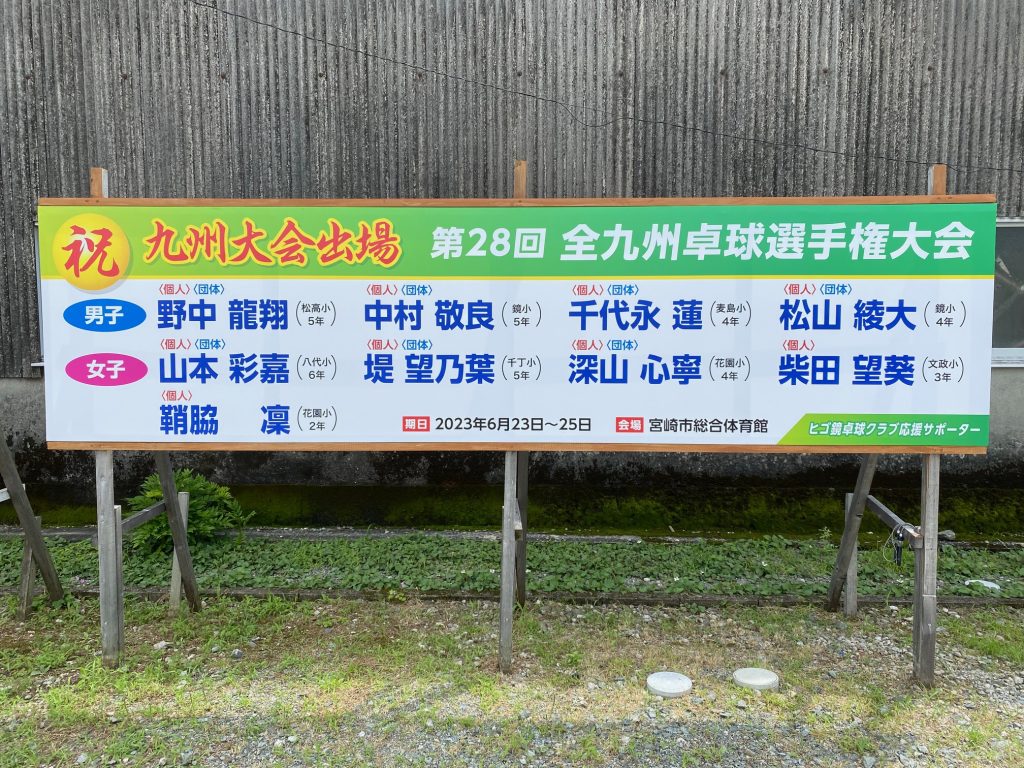 祝 九州大会出場 第28回 全九州卓球選手権大会
〈個人〉〈団体〉 〈個人〉〈団体〉 〈個人〉〈団体〉 〈個人〉〈団体〉
男子 野中 龍翔(松高小5年) 中村 敬良(鏡小5年) 千代永 蓮(麦島小4年) 松山 綾大(鏡小4年)
〈個人〉〈団体〉 〈個人〉〈団体〉 〈個人〉〈団体〉 〈個人〉
女子 山本 彩嘉(八代小6年) 堤 望乃葉(千丁小5年) 深山 心寧(花園小4年) 柴田 望葵(文政小3年)
〈個人〉
鞘脇 凜(花園小2年) 期日 2023年6月23日〜25日 会場 宮崎市総合体育館 ヒゴ鏡卓球クラブ応援サポーター